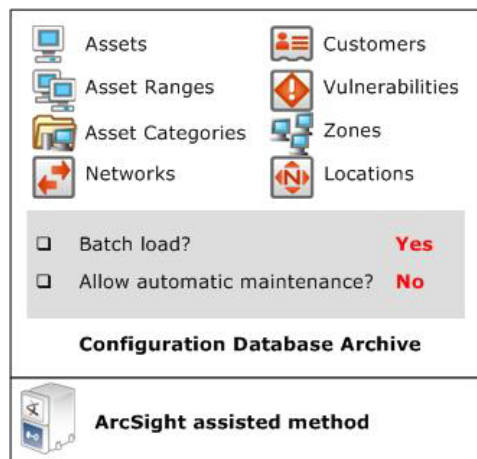 Assets Customers
Asset Ranges Vulnerabilities
Asset Categories Zones
Networks N Locations
Batch load? Yes
Allow automatic maintenance? No
Configuration Database Archive
ArcSight assisted method